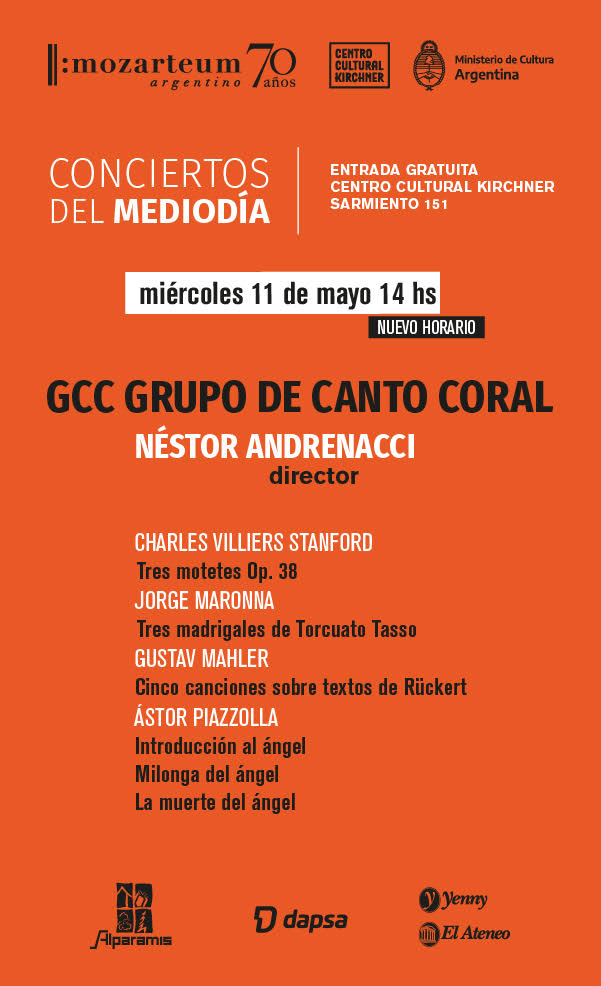 mozarteum
argentino
70
años
CENTRO
CULTURAL
KIRCHNER
Ministerio de Cultura
Argentina
CONCIERTOS
DEL MEDIODÍA
ENTRADA GRATUITA
CENTRO CULTURAL KIRCHNER
SARMIENTO 151
miércoles 11 de mayo 14 hs
NUEVO HORARIO
GCC GRUPO DE CANTO CORAL
NÉSTOR ANDRENACCI
director
CHARLES VILLIERS STANFORD
Tres motetes Op. 38
JORGE MARONNA
Tres madrigales de Torcuato Tasso
GUSTAV MAHLER
Cinco canciones sobre textos de Rückert
ÁSTOR PIAZZOLLA
Introducción al ángel
Milonga del ángel
La muerte del ángel
Alparamis
dapsa
Yenny
El Ateneo